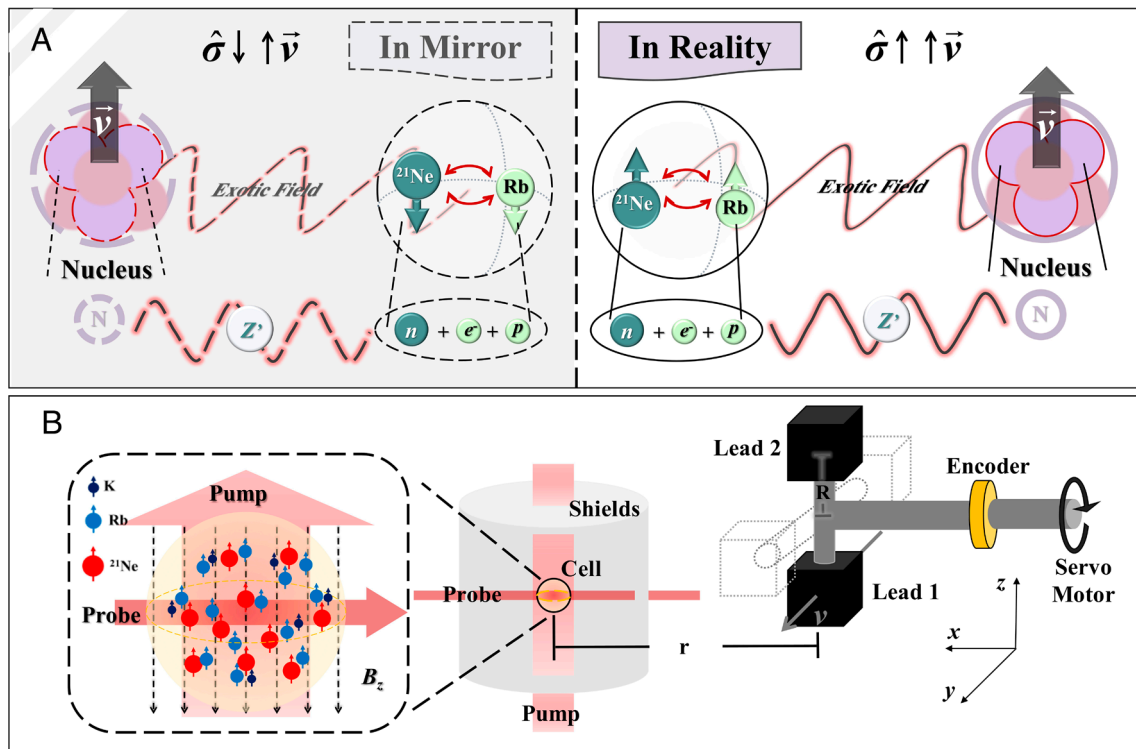 A
σ̂ ↓ ↑ v⃗
In Mirror
In Reality
σ̂ ↑ ↑ v⃗
v⃗
²¹Ne
Rb
Exotic Field
Nucleus
N
Z’
n + e⁻ + p
v⃗
²¹Ne
Rb
Exotic Field
Nucleus
n + e⁻ + p
Z’
N
B
K
Rb
²¹Ne
Pump
Probe
B_z
Shields
Cell
Probe
Pump
r
Lead 2
R
Lead 1
v
Encoder
Servo
Motor
z
x
y